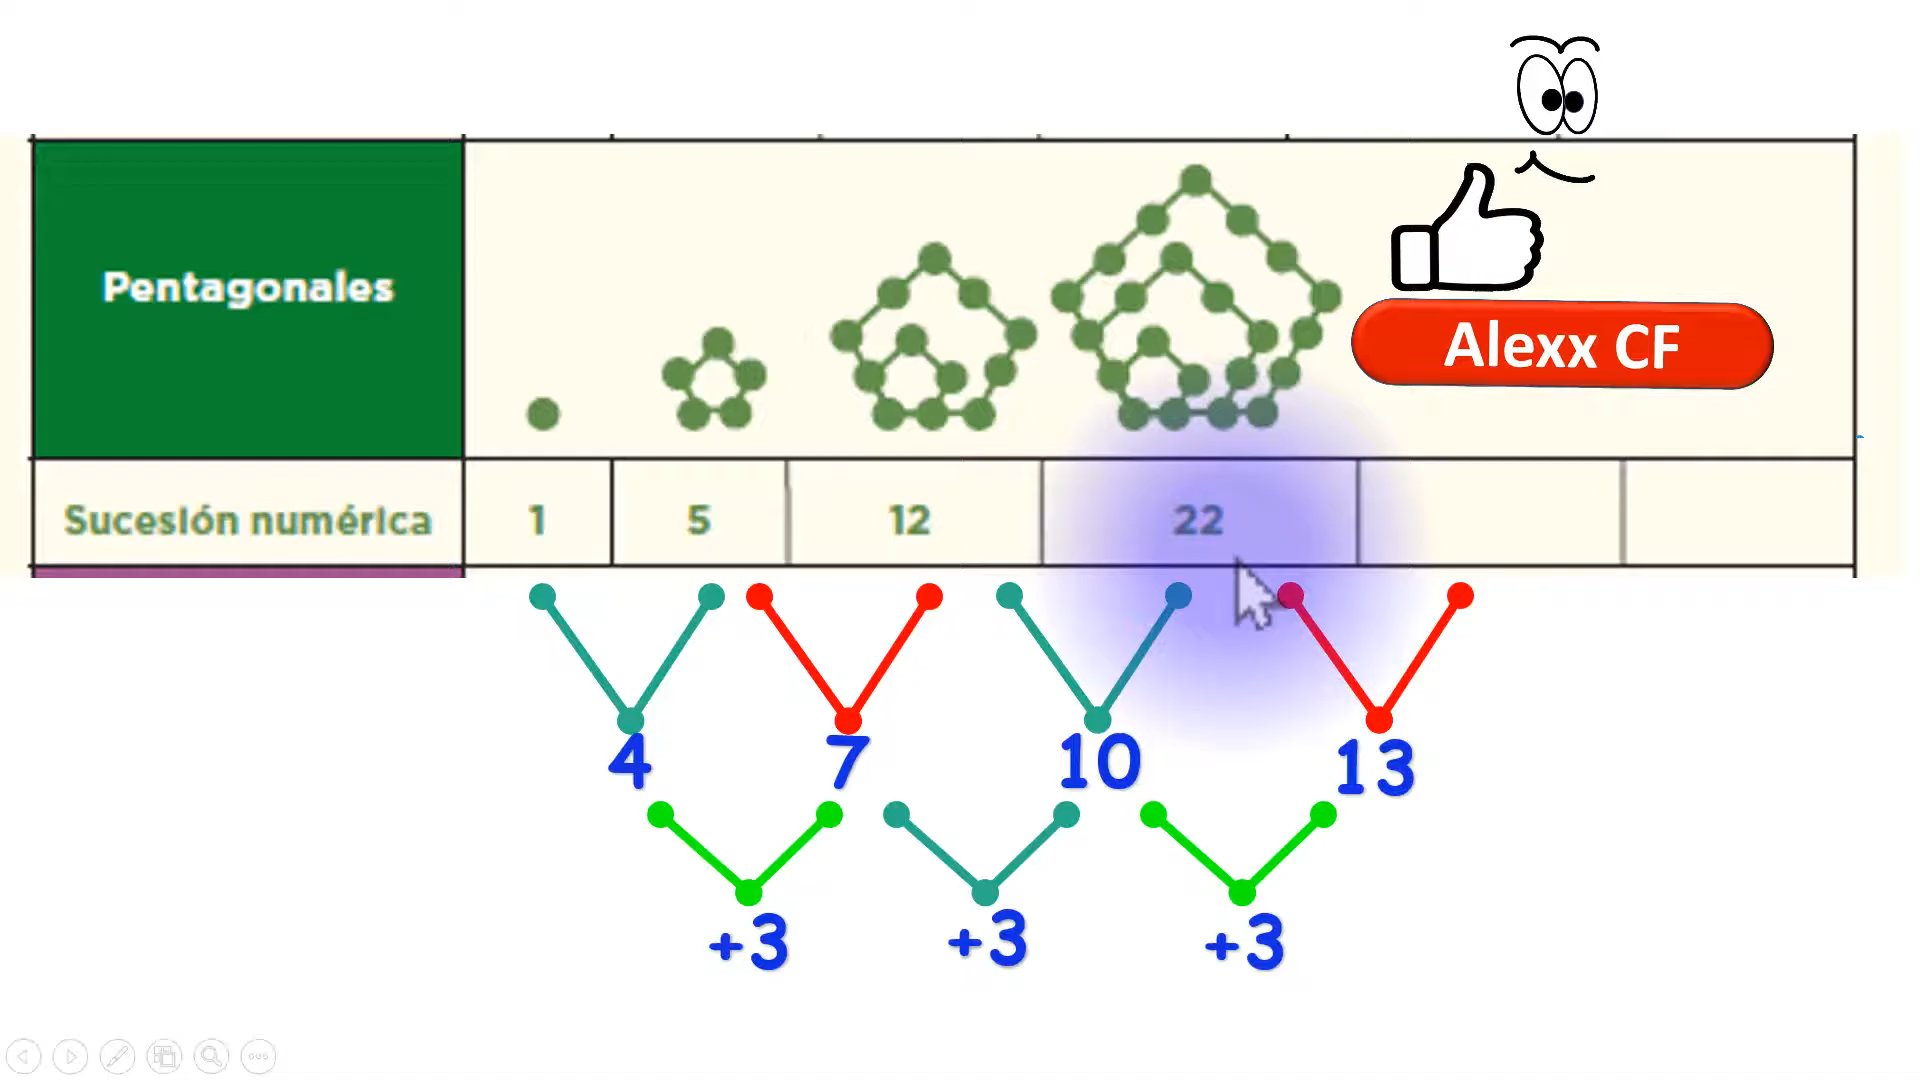 Pentagonales
Alexx CF
Sucesión numérica 1 5 12 22
4 7 10 13
+3 +3 +3